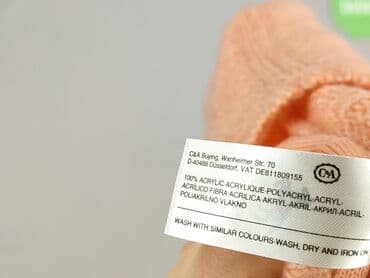 C&A Buying, Wanheimer Str. 70
D-40468 Düsseldorf, VAT DE811809155
C&A
100% ACRYLIC-ACRYLIQUE-POLYACRYL-ACRYL-
ACRÍLICO-FIBRA ACRILICA-AKRYL-AKRIL-АКРИЛ-ACRIL-
POLIAKRILNO VLAKNO
WASH WITH SIMILAR COLOURS-WASH, DRY AND IRON ON